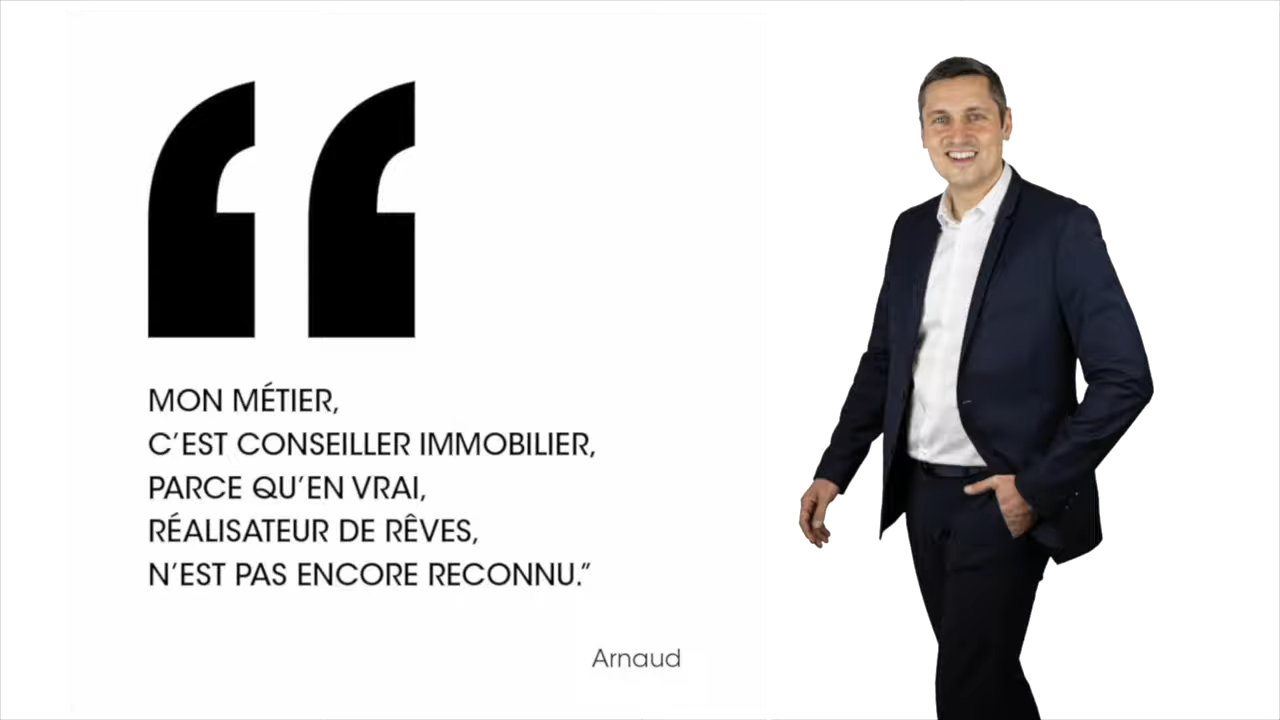 “
MON MÉTIER,
C’EST CONSEILLER IMMOBILIER,
PARCE QU’EN VRAI,
RÉALISATEUR DE RÊVES,
N’EST PAS ENCORE RECONNU.”
Arnaud